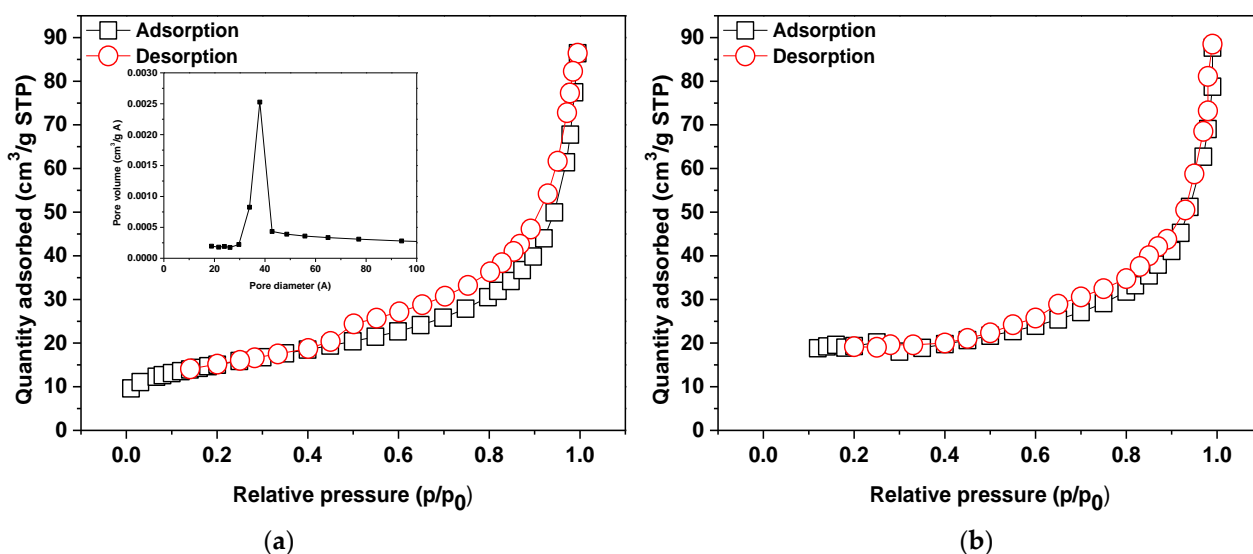 Adsorption
Desorption
Quantity adsorbed (cm³/g STP)
90
80
70
60
50
40
30
20
10
0
0.0 0.2 0.4 0.6 0.8 1.0
Relative pressure (p/p₀)
Pore volume (cm³/g A)
0.0030
0.0025
0.0020
0.0015
0.0010
0.0005
0.0000
0 20 40 60 80 100
Pore diameter (A)
(a)
Adsorption
Desorption
Quantity adsorbed (cm³/g STP)
90
80
70
60
50
40
30
20
10
0
0.0 0.2 0.4 0.6 0.8 1.0
Relative pressure (p/p₀)
(b)